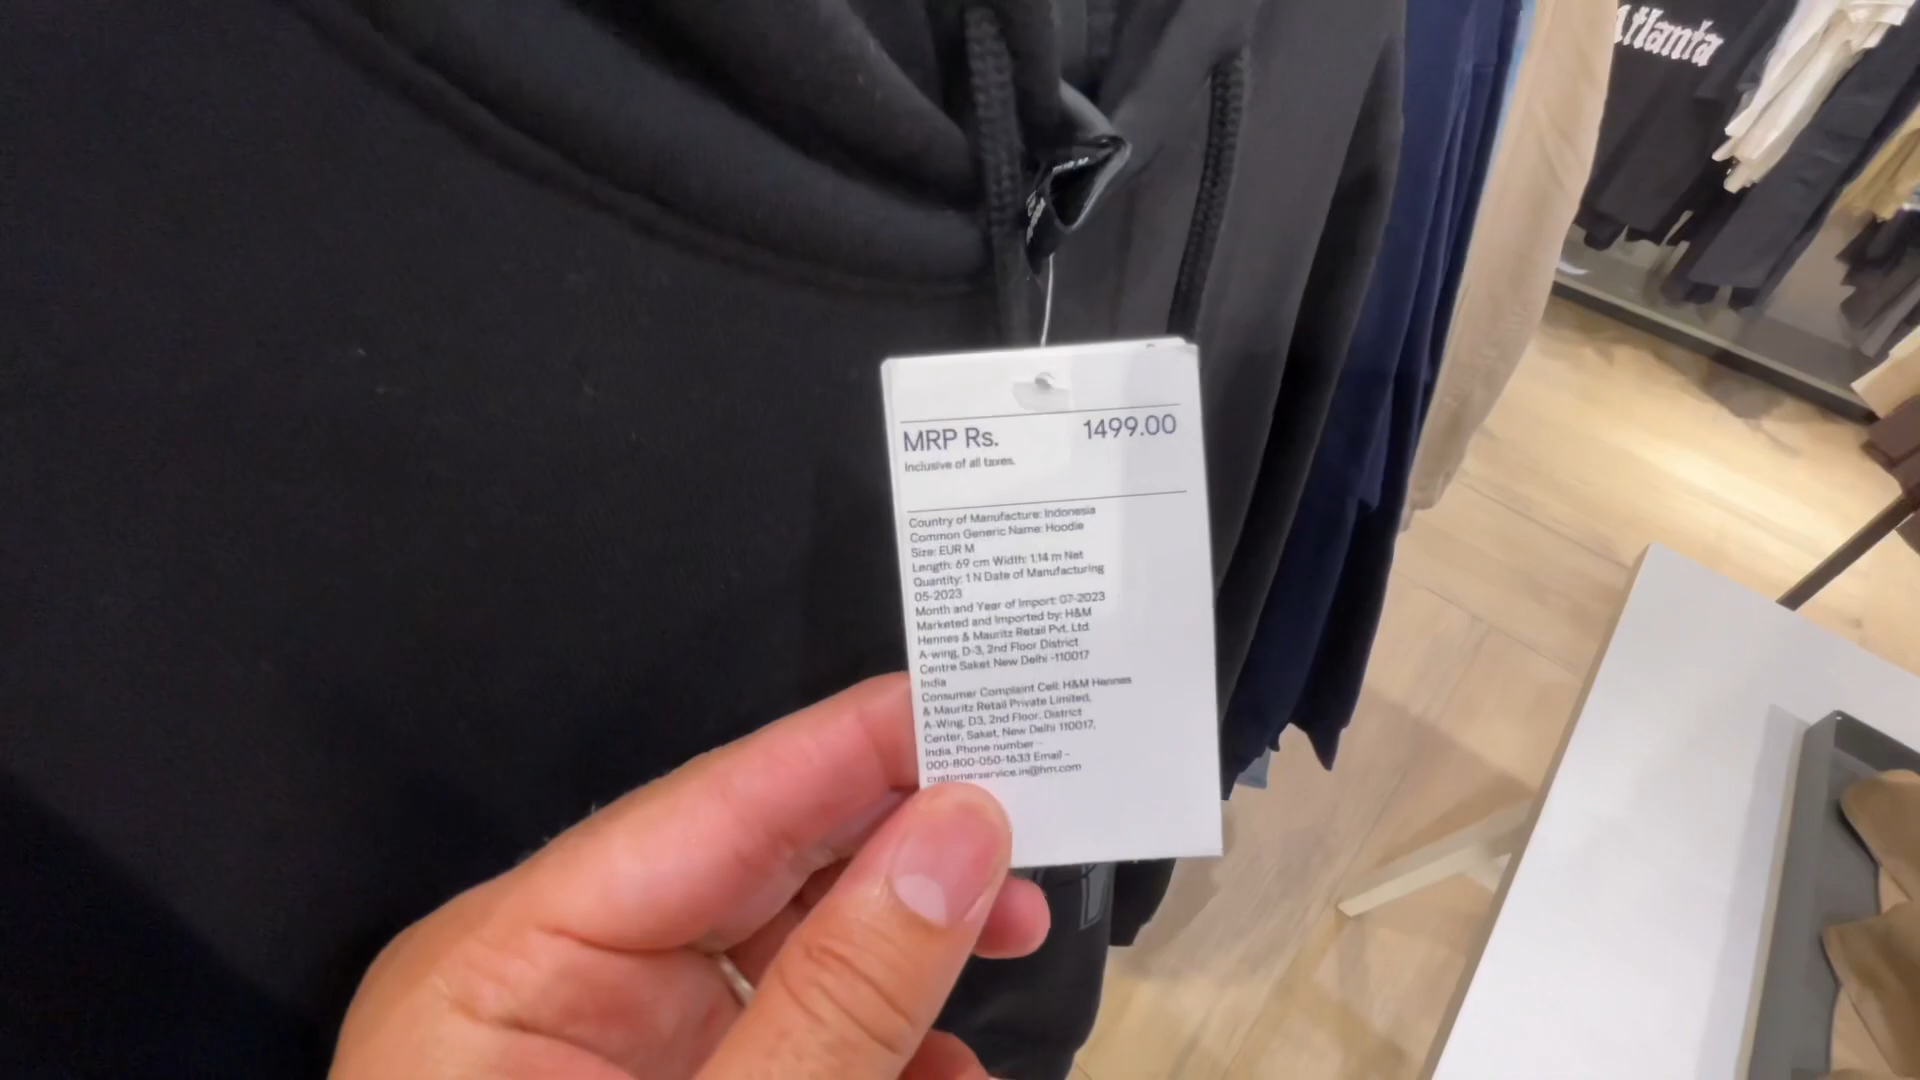 Atlanta
MRP Rs. 1499.00
Inclusive of all taxes.
Country of Manufacture: Indonesia
Common Generic Name: Hoodie
Size: EUR M
Length: 69 cm Width: 1.14 m Net
Quantity: 1 N Date of Manufacturing
05-2023
Month and Year of Import: 07-2023
Marketed and Imported by: H&M
Hennes & Mauritz Retail Pvt. Ltd.
A-wing, D-3, 2nd Floor District
Centre Saket New Delhi -110017
India
Consumer Complaint Cell: H&M Hennes
& Mauritz Retail Private Limited,
A-Wing, D3, 2nd Floor, District
Center, Saket, New Delhi 110017,
India. Phone number -
000-800-050-1633 Email -
customerservice.in@hm.com